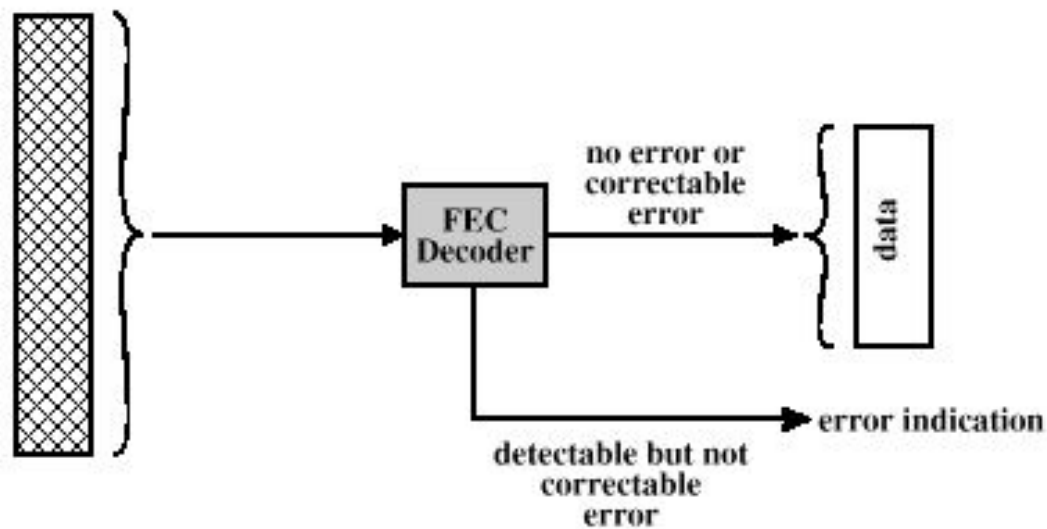 no error or
correctable
error
FEC
Decoder
data
error indication
detectable but not
correctable
error